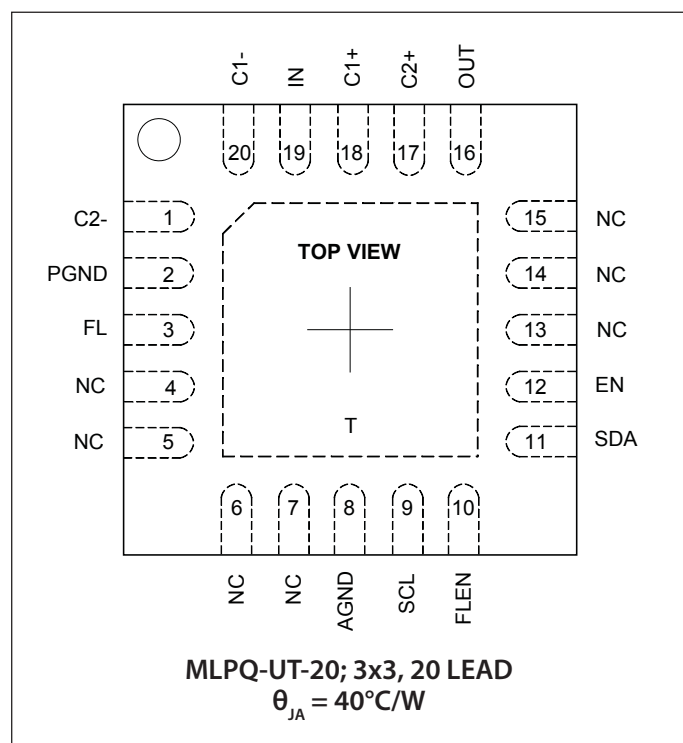 C1-
IN
C1+
C2+
OUT
20
19
18
17
16
C2-
1
PGND
2
FL
3
NC
4
NC
5
TOP VIEW
T
15
NC
14
NC
13
NC
12
EN
11
SDA
6
7
8
9
10
NC
NC
AGND
SCL
FLEN
MLPQ-UT-20; 3x3, 20 LEAD
θJA = 40°C/W